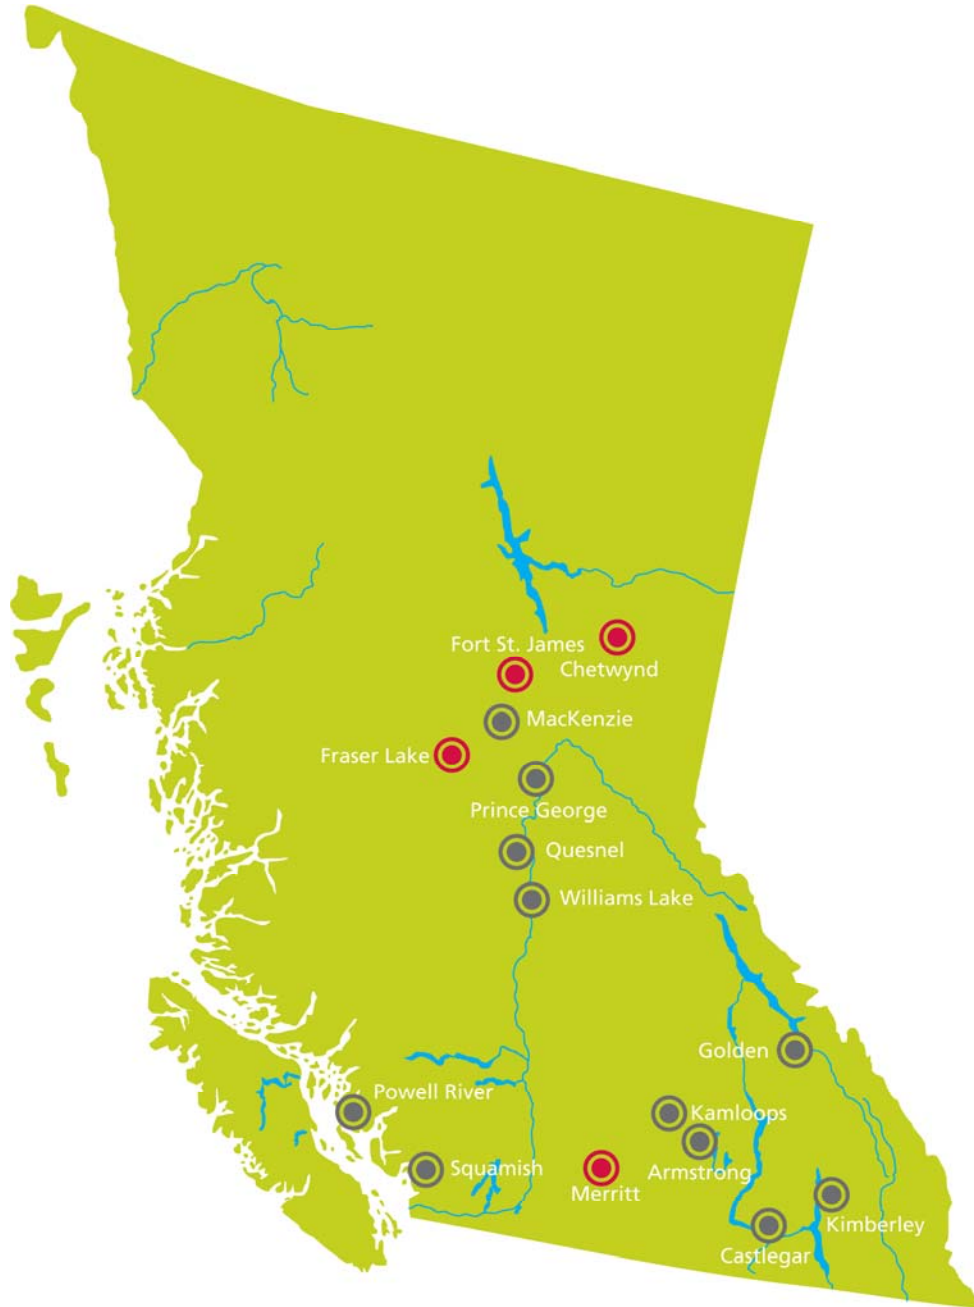 Fort St. James
Chetwynd
MacKenzie
Fraser Lake
Prince George
Quesnel
Williams Lake
Golden
Powell River
Kamloops
Squamish
Armstrong
Merritt
Kimberley
Castlegar